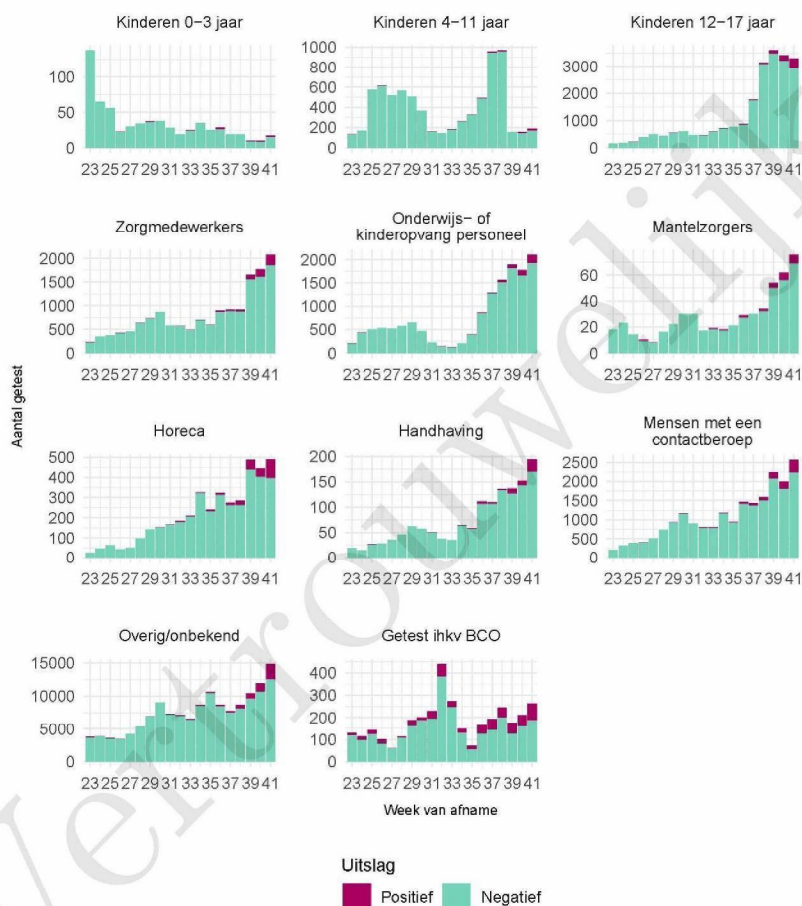 Kinderen 0−3 jaar
Kinderen 4−11 jaar
Kinderen 12−17 jaar
100
50
0
23 25 27 29 31 33 35 37 39 41
1000
800
600
400
200
0
23 25 27 29 31 33 35 37 39 41
3000
2000
1000
0
23 25 27 29 31 33 35 37 39 41
Zorgmedewerkers
Onderwijs− of
kinderopvang personeel
Mantelzorgers
2000
1500
1000
500
0
23 25 27 29 31 33 35 37 39 41
2000
1500
1000
500
0
23 25 27 29 31 33 35 37 39 41
60
40
20
0
23 25 27 29 31 33 35 37 39 41
Aantal getest
Horeca
Handhaving
Mensen met een
contactberoep
500
400
300
200
100
0
23 25 27 29 31 33 35 37 39 41
200
150
100
50
0
23 25 27 29 31 33 35 37 39 41
2500
2000
1500
1000
500
0
23 25 27 29 31 33 35 37 39 41
Overig/onbekend
Getest ihkv BCO
15000
10000
5000
0
23 25 27 29 31 33 35 37 39 41
400
300
200
100
0
23 25 27 29 31 33 35 37 39 41
Week van afname
Uitslag
Positief
Negatief
Vertrouwelijk